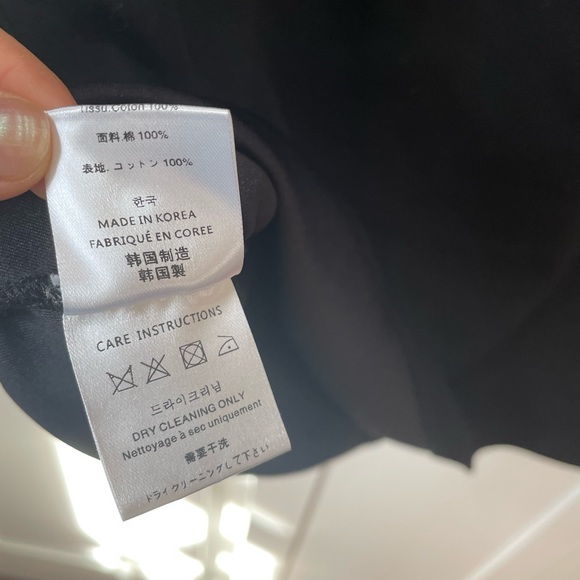 Tissu.Coton 100%
面料.棉 100%
表地.コットン 100%
한국
MADE IN KOREA
FABRIQUÉ EN COREE
韩国制造
韩国製
CARE INSTRUCTIONS
드라이크리닝
DRY CLEANING ONLY
Nettoyage à sec uniquement
需要干洗
ドライクリーニングして下さい